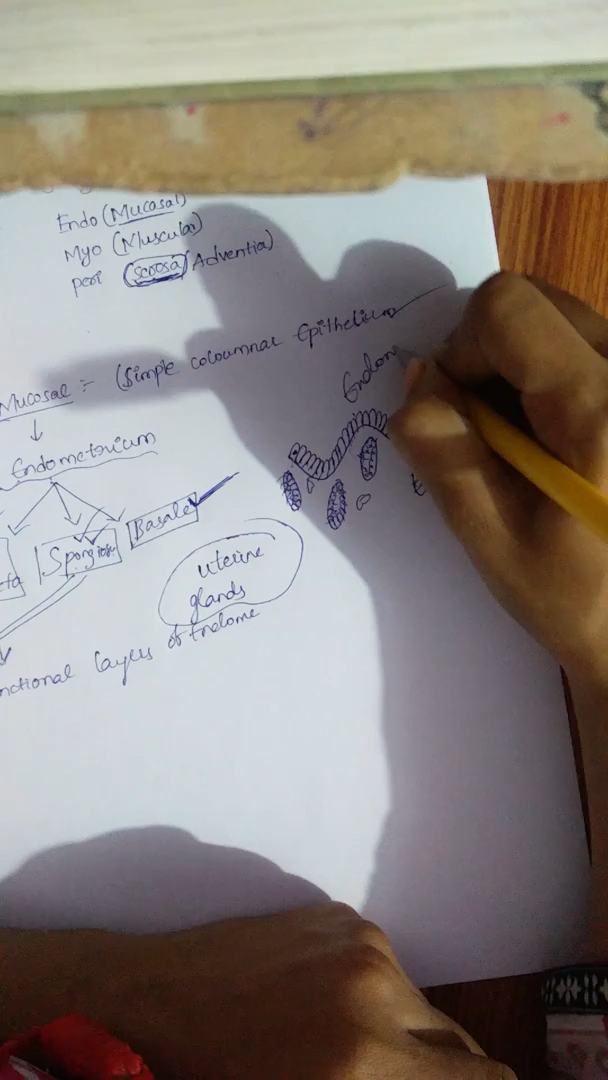 Endo (Mucosal)
Myo (Muscular)
peri (serosa/Adventia)
Mucosal = (Simple coloumnar Epithelium
Endometrium
Spongiosa
Basale
uterine
glands
layers of Endome
Endom